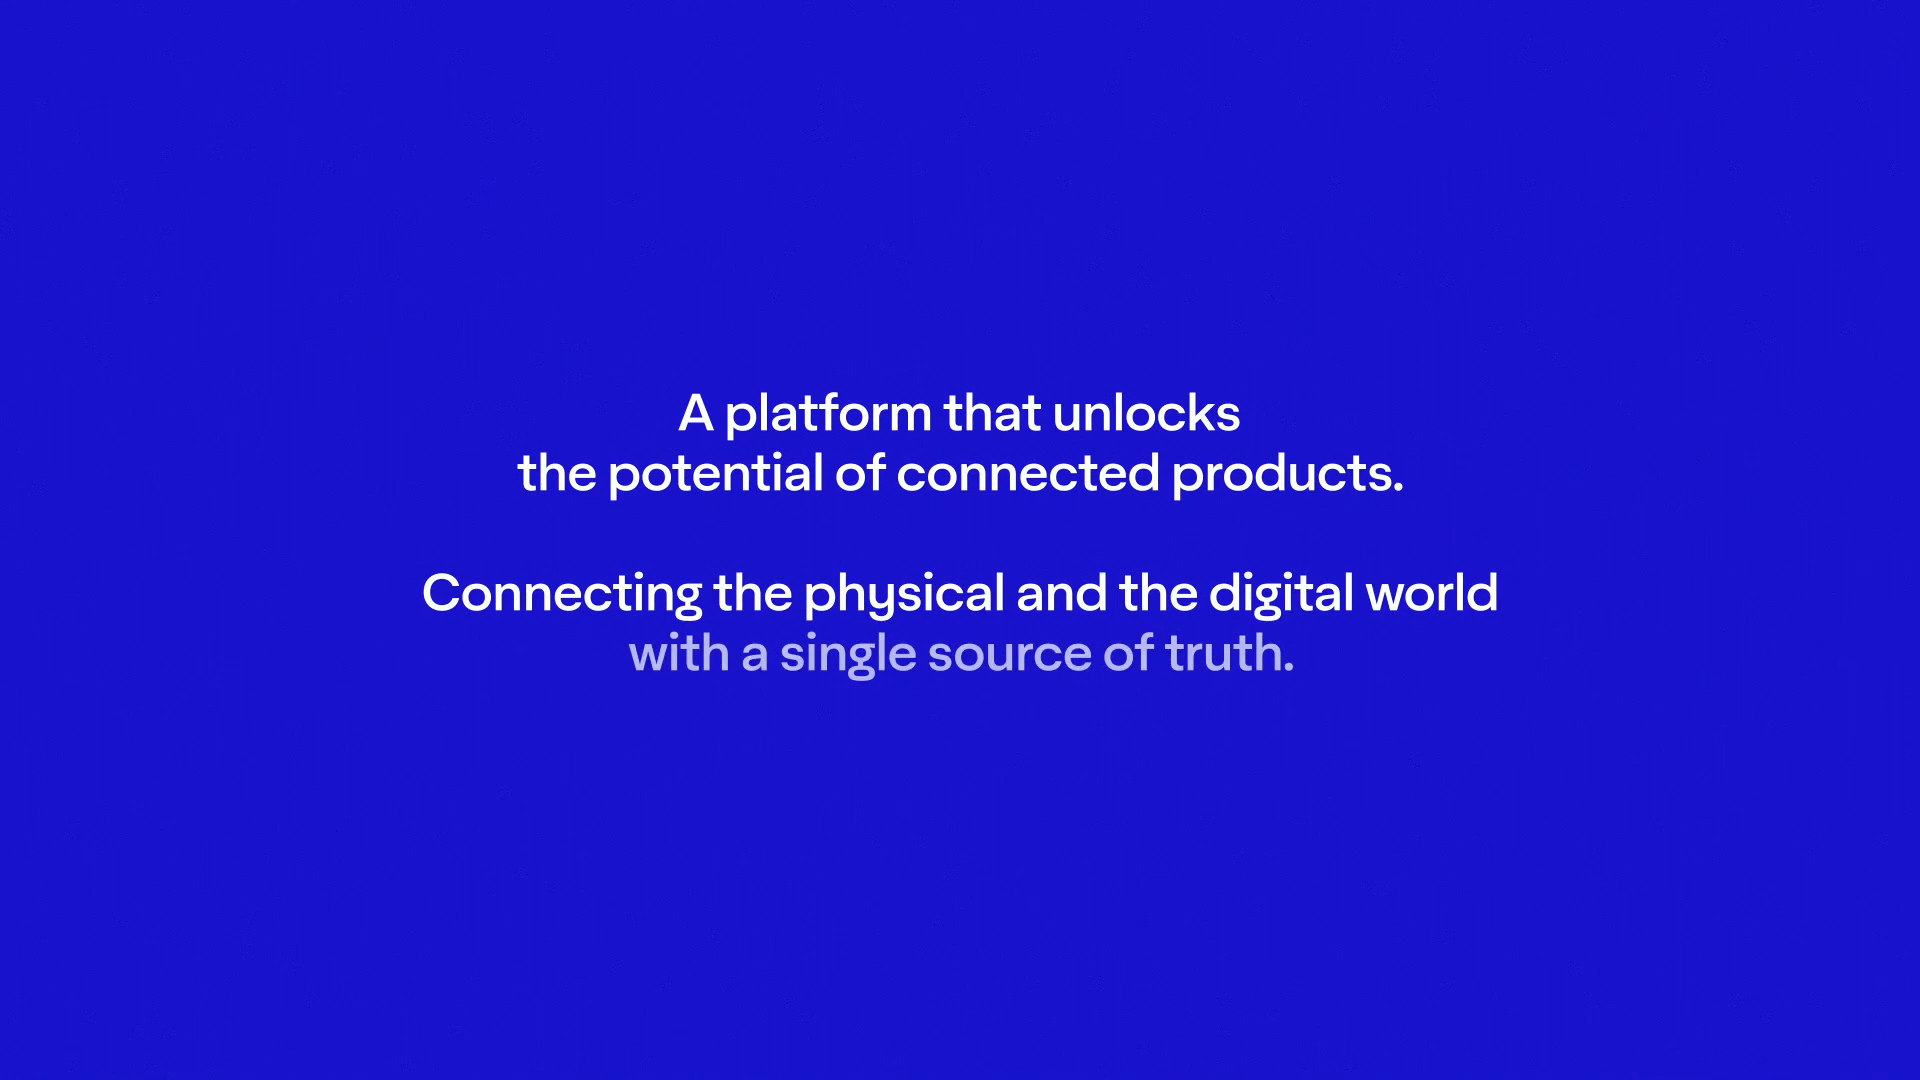 A platform that unlocks
the potential of connected products.
Connecting the physical and the digital world
with a single source of truth.